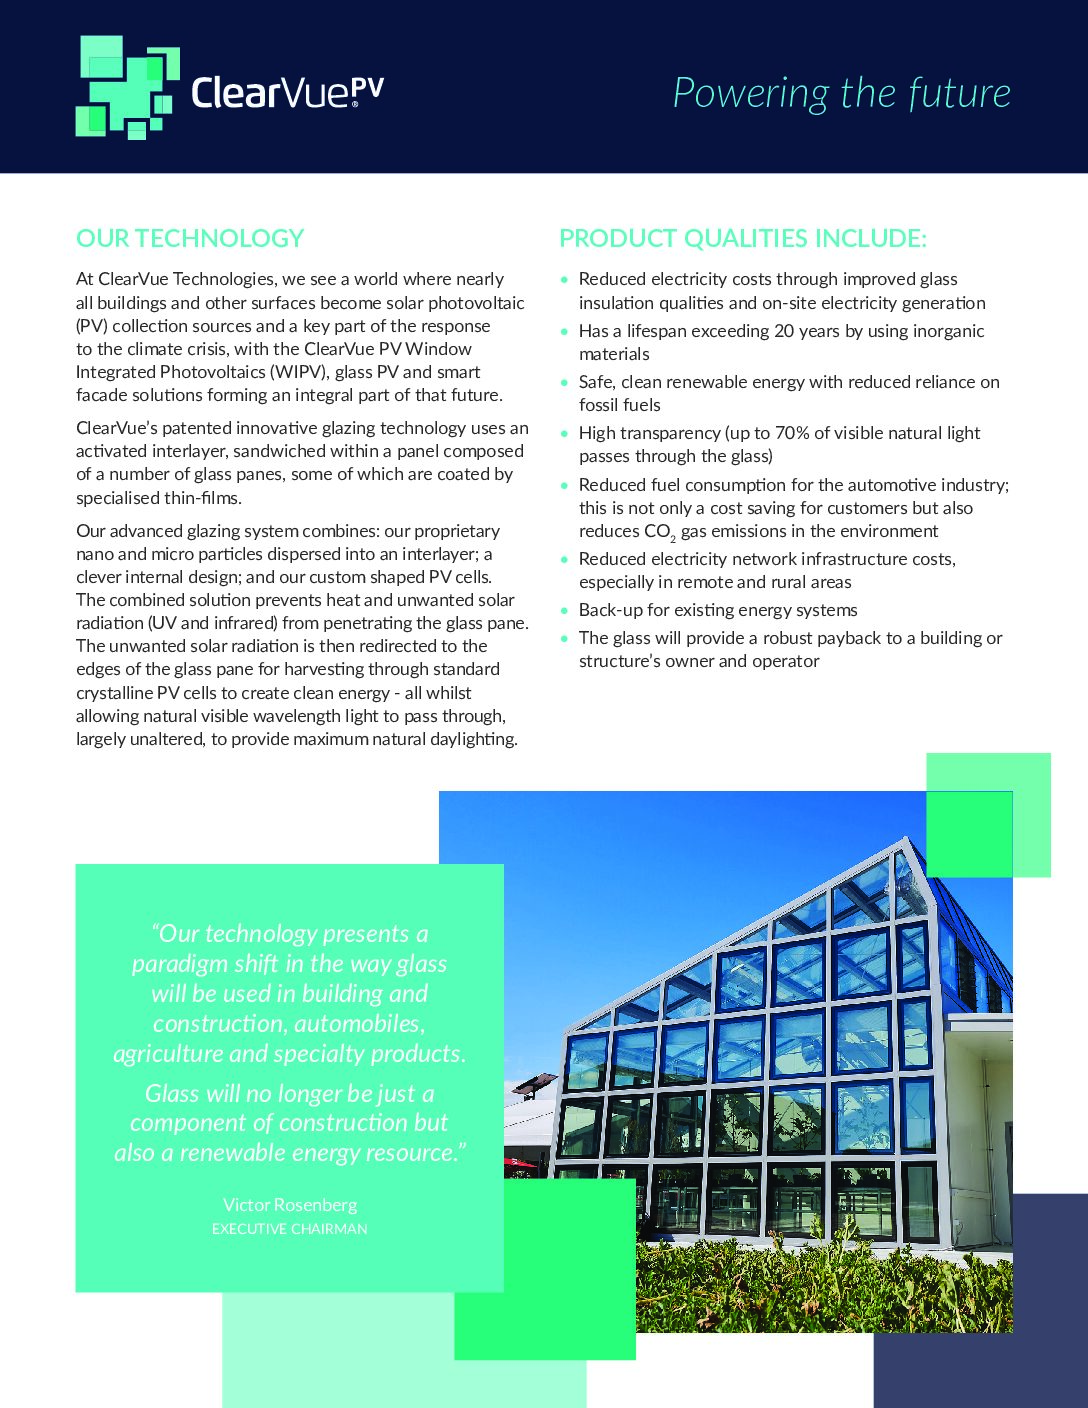 ClearVuePV®
Powering the future
OUR TECHNOLOGY
At ClearVue Technologies, we see a world where nearly
all buildings and other surfaces become solar photovoltaic
(PV) collection sources and a key part of the response
to the climate crisis, with the ClearVue PV Window
Integrated Photovoltaics (WIPV), glass PV and smart
facade solutions forming an integral part of that future.
ClearVue’s patented innovative glazing technology uses an
activated interlayer, sandwiched within a panel composed
of a number of glass panes, some of which are coated by
specialised thin-films.
Our advanced glazing system combines: our proprietary
nano and micro particles dispersed into an interlayer; a
clever internal design; and our custom shaped PV cells.
The combined solution prevents heat and unwanted solar
radiation (UV and infrared) from penetrating the glass pane.
The unwanted solar radiation is then redirected to the
edges of the glass pane for harvesting through standard
crystalline PV cells to create clean energy - all whilst
allowing natural visible wavelength light to pass through,
largely unaltered, to provide maximum natural daylighting.
PRODUCT QUALITIES INCLUDE:
• Reduced electricity costs through improved glass
insulation qualities and on-site electricity generation
• Has a lifespan exceeding 20 years by using inorganic
materials
• Safe, clean renewable energy with reduced reliance on
fossil fuels
• High transparency (up to 70% of visible natural light
passes through the glass)
• Reduced fuel consumption for the automotive industry;
this is not only a cost saving for customers but also
reduces CO₂ gas emissions in the environment
• Reduced electricity network infrastructure costs,
especially in remote and rural areas
• Back-up for existing energy systems
• The glass will provide a robust payback to a building or
structure’s owner and operator
“Our technology presents a
paradigm shift in the way glass
will be used in building and
construction, automobiles,
agriculture and specialty products.
Glass will no longer be just a
component of construction but
also a renewable energy resource.”
Victor Rosenberg
EXECUTIVE CHAIRMAN